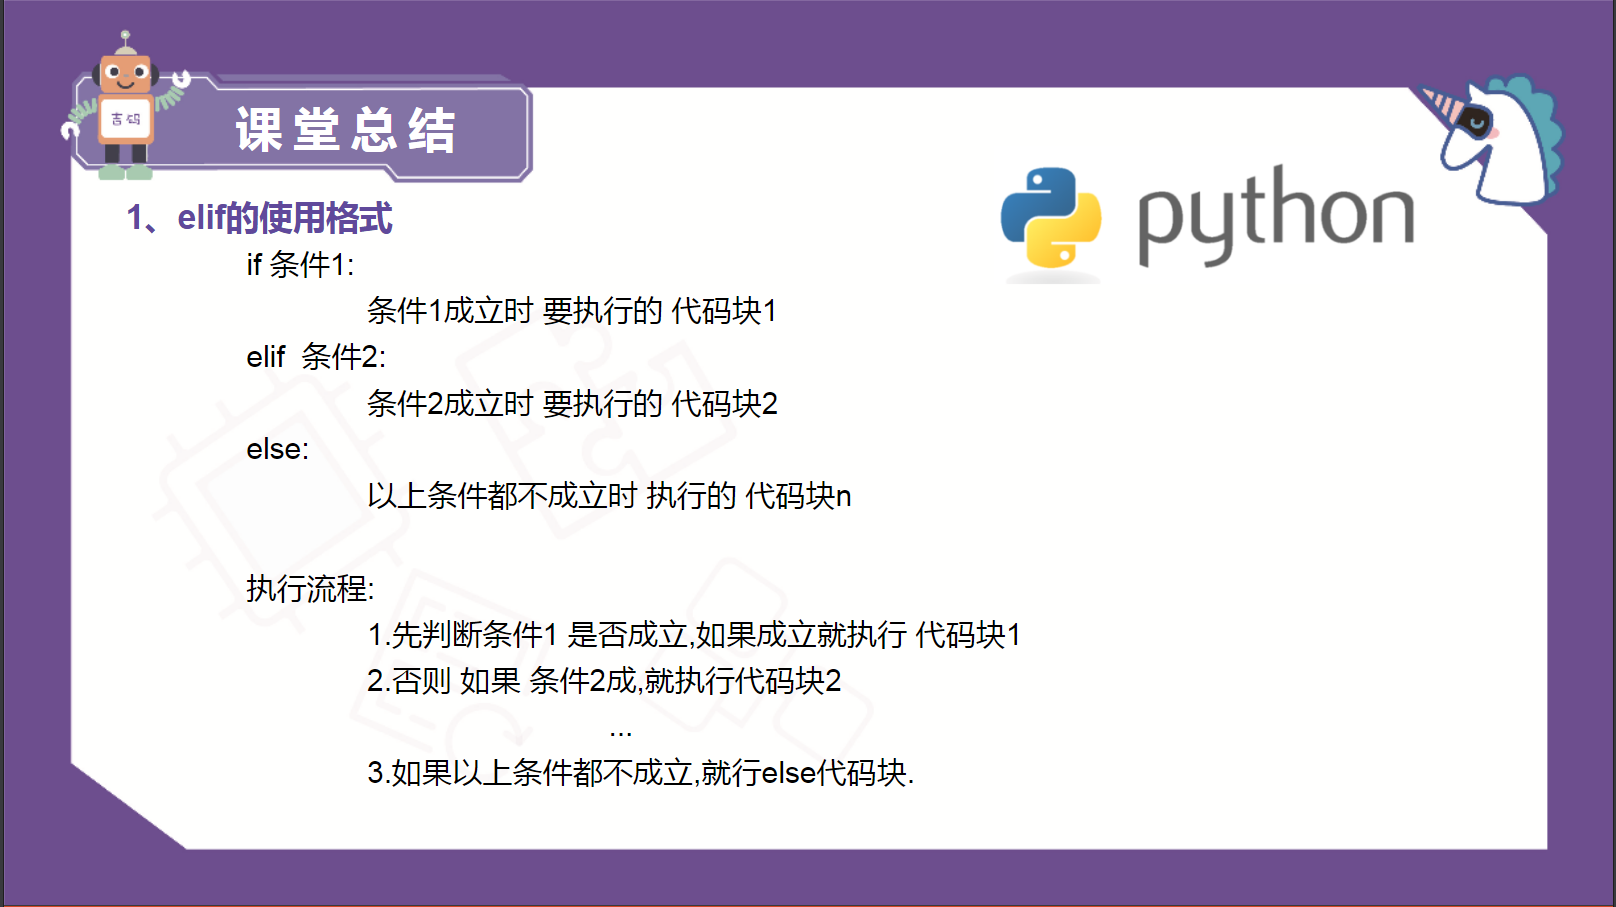 吉码
课堂总结
python
1、elif的使用格式
if 条件1:
条件1成立时 要执行的 代码块1
elif  条件2:
条件2成立时 要执行的 代码块2
else:
以上条件都不成立时 执行的 代码块n
执行流程:
1.先判断条件1 是否成立,如果成立就执行 代码块1
2.否则 如果 条件2成,就执行代码块2
...
3.如果以上条件都不成立,就行else代码块.